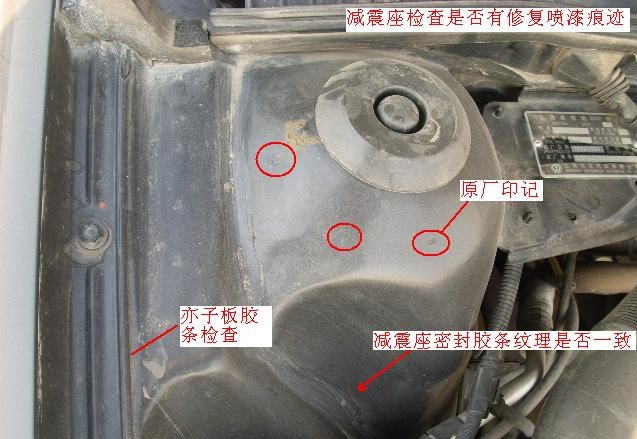 减震座检查是否有修复喷漆痕迹
原厂印记
亦子板胶
条检查
减震座密封胶条纹理是否一致